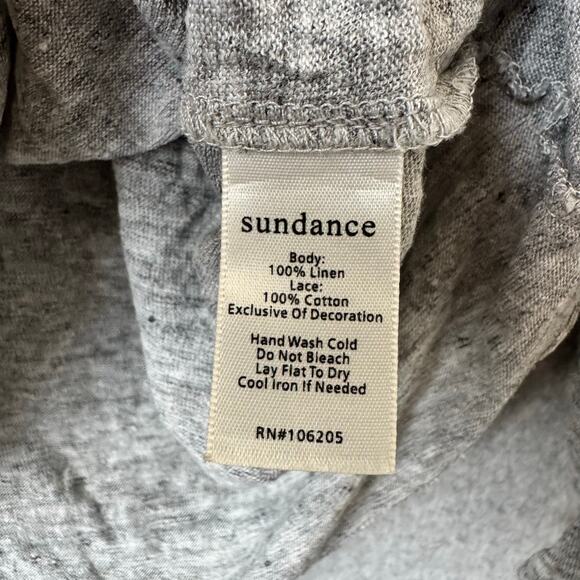 sundance
Body:
100% Linen
Lace:
100% Cotton
Exclusive Of Decoration
Hand Wash Cold
Do Not Bleach
Lay Flat To Dry
Cool Iron If Needed
RN#106205